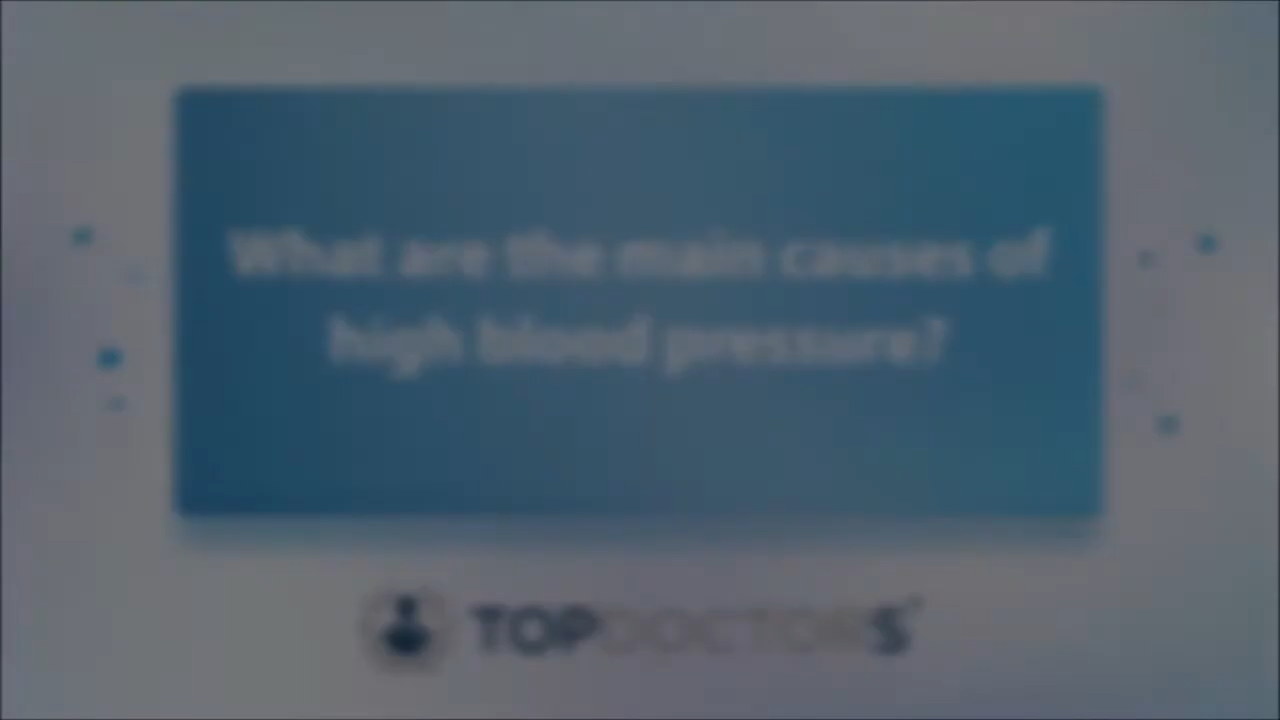 What are the main causes of
high blood pressure?
TOPDOCTORS